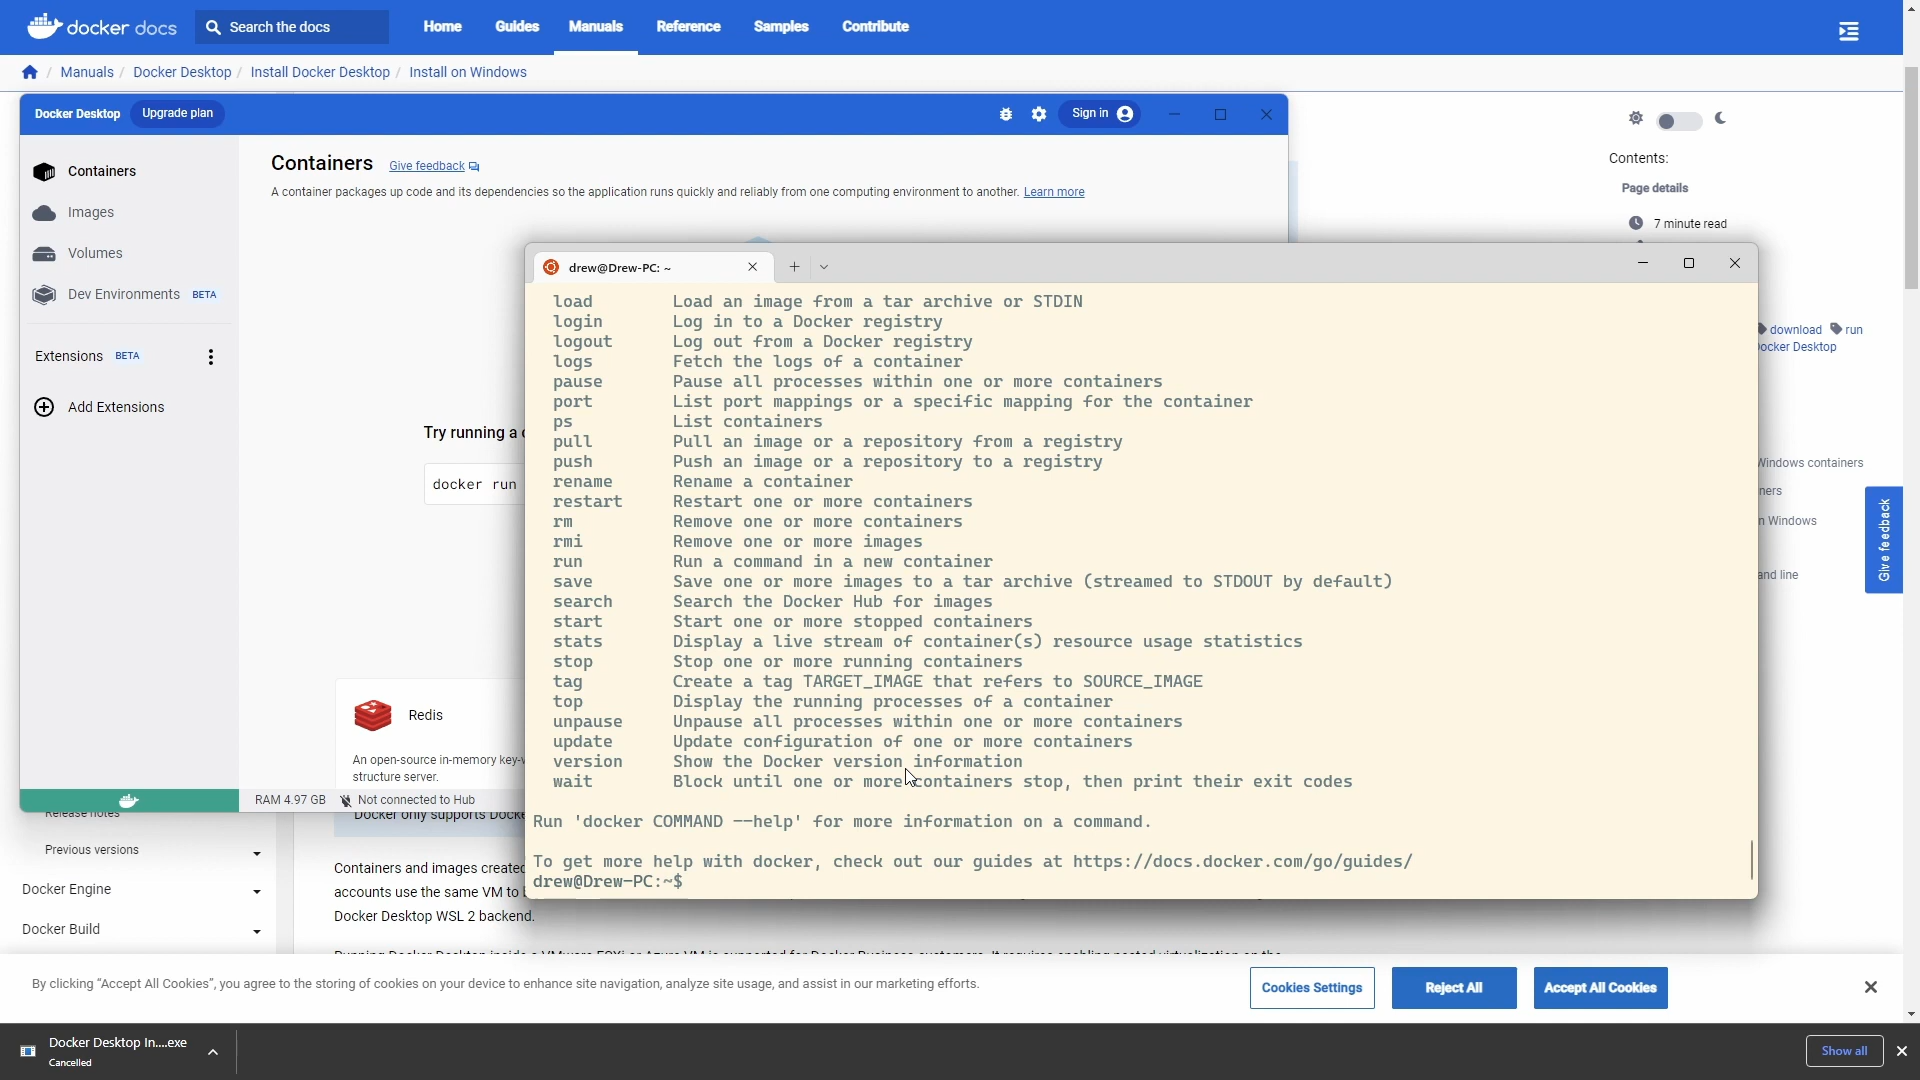 docker docs
Search the docs
Home
Guides
Manuals
Reference
Samples
Contribute
/ Manuals / Docker Desktop / Install Docker Desktop / Install on Windows
Docker Desktop
Upgrade plan
Sign in
Containers
Images
Volumes
Dev Environments BETA
Extensions BETA
Add Extensions
Containers Give feedback
A container packages up code and its dependencies so the application runs quickly and reliably from one computing environment to another. Learn more
Try running a
docker run
Redis
An open-source in-memory
structure server.
RAM 4.97 GB Not connected to Hub
drew@Drew-PC: ~
load Load an image from a tar archive or STDIN
login Log in to a Docker registry
logout Log out from a Docker registry
logs Fetch the logs of a container
pause Pause all processes within one or more containers
port List port mappings or a specific mapping for the container
ps List containers
pull Pull an image or a repository from a registry
push Push an image or a repository to a registry
rename Rename a container
restart Restart one or more containers
rm Remove one or more containers
rmi Remove one or more images
run Run a command in a new container
save Save one or more images to a tar archive (streamed to STDOUT by default)
search Search the Docker Hub for images
start Start one or more stopped containers
stats Display a live stream of container(s) resource usage statistics
stop Stop one or more running containers
tag Create a tag TARGET_IMAGE that refers to SOURCE_IMAGE
top Display the running processes of a container
unpause Unpause all processes within one or more containers
update Update configuration of one or more containers
version Show the Docker version information
wait Block until one or more containers stop, then print their exit codes
Run 'docker COMMAND --help' for more information on a command.
To get more help with docker, check out our guides at https://docs.docker.com/go/guides/
drew@Drew-PC:~$
Contents:
Page details
7 minute read
download run
Docker Desktop
Windows containers
n Windows
and line
Give feedback
Release notes
Previous versions
Docker Engine
Docker Build
Docker only supports Docke
Containers and images created
accounts use the same VM to
Docker Desktop WSL 2 backend.
By clicking “Accept All Cookies”, you agree to the storing of cookies on your device to enhance site navigation, analyze site usage, and assist in our marketing efforts.
Cookies Settings
Reject All
Accept All Cookies
Docker Desktop In....exe
Cancelled
Show all